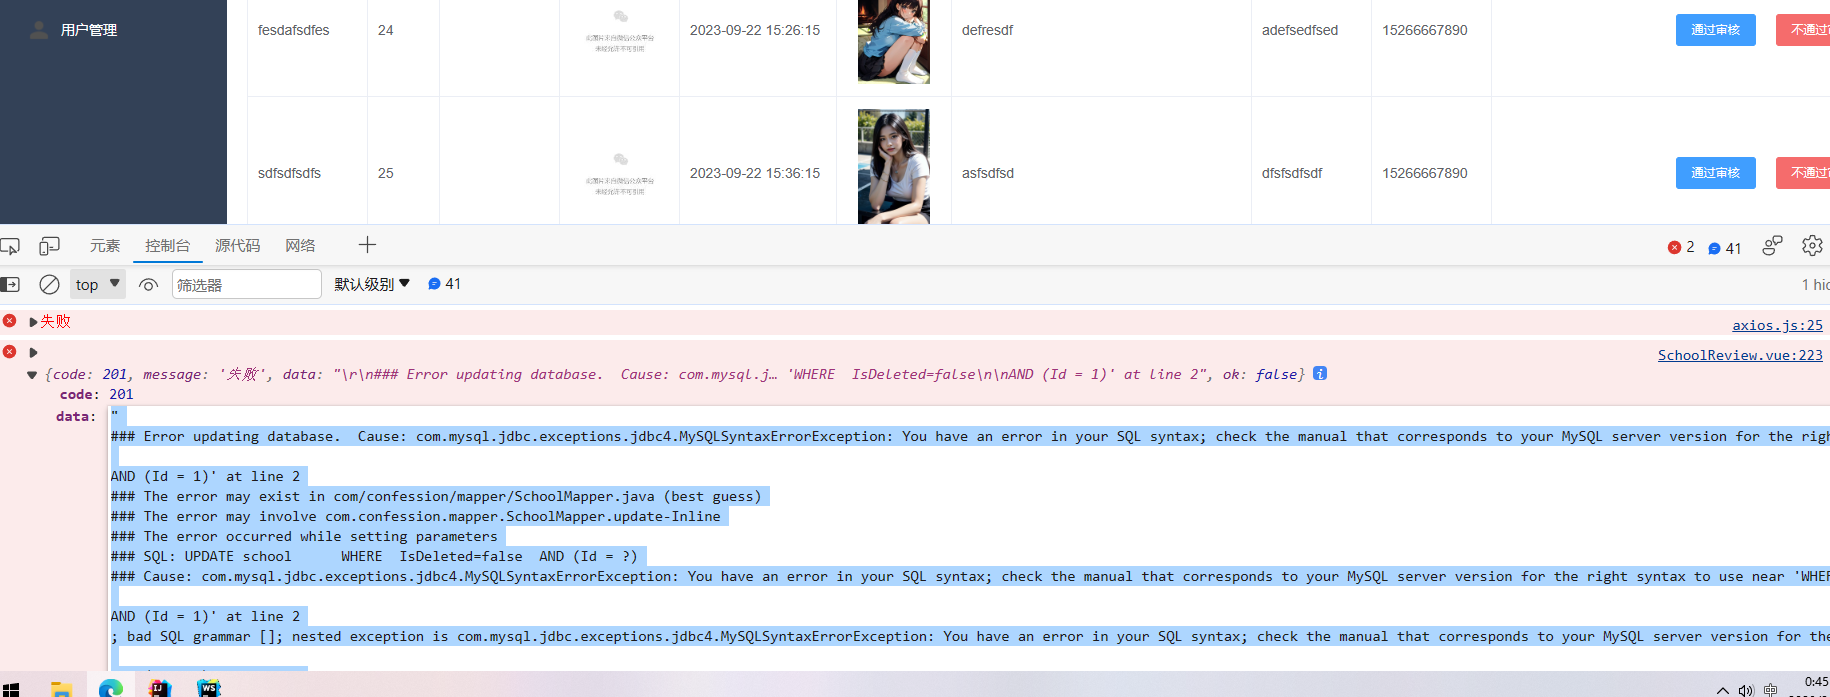 用户管理
fesdafsdfes 24 此图片来自微信公众平台 未经允许不可引用 2023-09-22 15:26:15 defresdf adefsedfsed 15266667890 通过审核 不通过
sdfsdfsdfs 25 此图片来自微信公众平台 未经允许不可引用 2023-09-22 15:36:15 asfsdfsd dfsfsdfsdf 15266667890 通过审核 不通过
元素 控制台 源代码 网络 2 41
top 筛选器 默认级别 41 1
失败 axios.js:25
SchoolReview.vue:223
{code: 201, message: '失败', data: "\r\n### Error updating database.  Cause: com.mysql.j… 'WHERE  IsDeleted=false\n\nAND (Id = 1)' at line 2", ok: false}
code: 201
data: "
### Error updating database.  Cause: com.mysql.jdbc.exceptions.jdbc4.MySQLSyntaxErrorException: You have an error in your SQL syntax; check the manual that corresponds to your MySQL server version for the
AND (Id = 1)' at line 2
### The error may exist in com/confession/mapper/SchoolMapper.java (best guess)
### The error may involve com.confession.mapper.SchoolMapper.update-Inline
### The error occurred while setting parameters
### SQL: UPDATE school      WHERE  IsDeleted=false  AND (Id = ?)
### Cause: com.mysql.jdbc.exceptions.jdbc4.MySQLSyntaxErrorException: You have an error in your SQL syntax; check the manual that corresponds to your MySQL server version for the right syntax to use near
AND (Id = 1)' at line 2
; bad SQL grammar []; nested exception is com.mysql.jdbc.exceptions.jdbc4.MySQLSyntaxErrorException: You have an error in your SQL syntax; check the manual that corresponds to your MySQL server version for
IJ WS 中 0:45